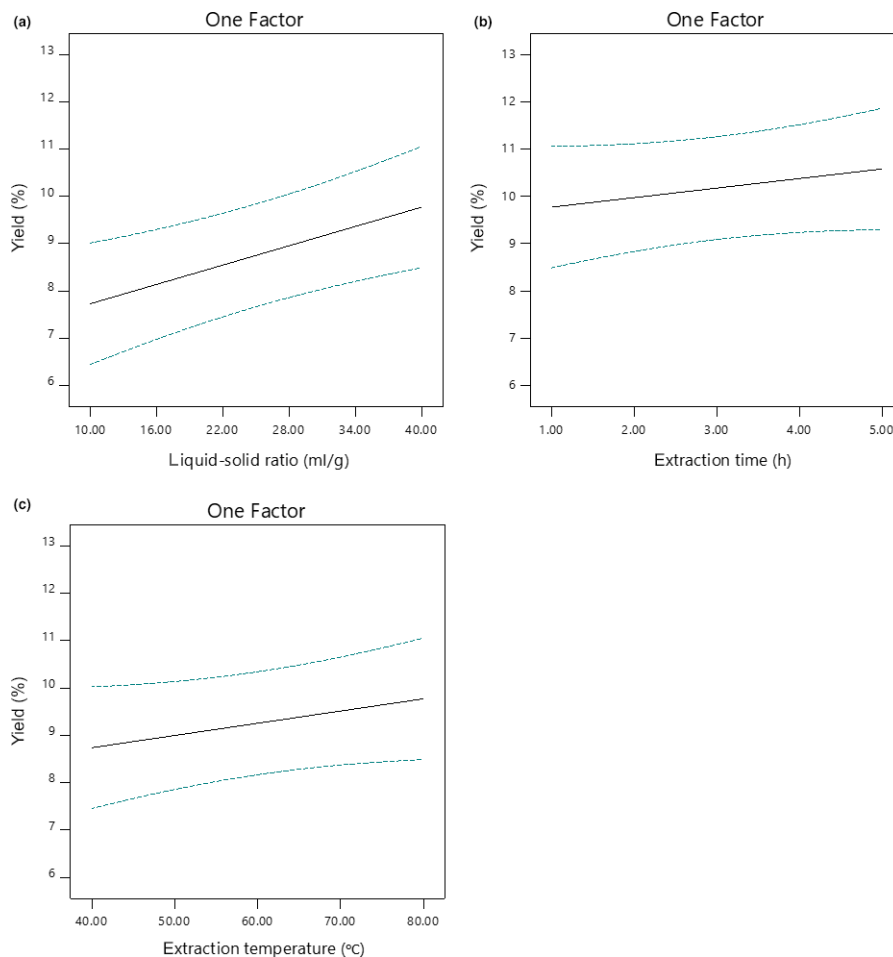 (a)
One Factor
13
12
11
10
9
8
7
6
Yield (%)
10.00 16.00 22.00 28.00 34.00 40.00
Liquid-solid ratio (ml/g)
(b)
One Factor
13
12
11
10
9
8
7
6
Yield (%)
1.00 2.00 3.00 4.00 5.00
Extraction time (h)
(c)
One Factor
13
12
11
10
9
8
7
6
Yield (%)
40.00 50.00 60.00 70.00 80.00
Extraction temperature (°C)